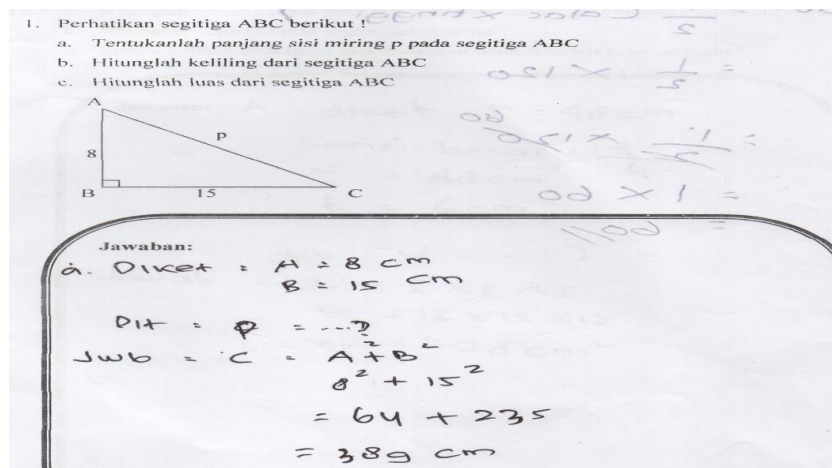 1. Perhatikan segitiga ABC berikut !
a. Tentukanlah panjang sisi miring p pada segitiga ABC
b. Hitunglah keliling dari segitiga ABC
c. Hitunglah luas dari segitiga ABC
A
p
8
B
15
C
Jawaban:
a. Diket = A = 8 cm
B = 15 cm
Dit = p = ...?
Jwb = C = A² + B²
8² + 15²
= 64 + 235
= 389 cm